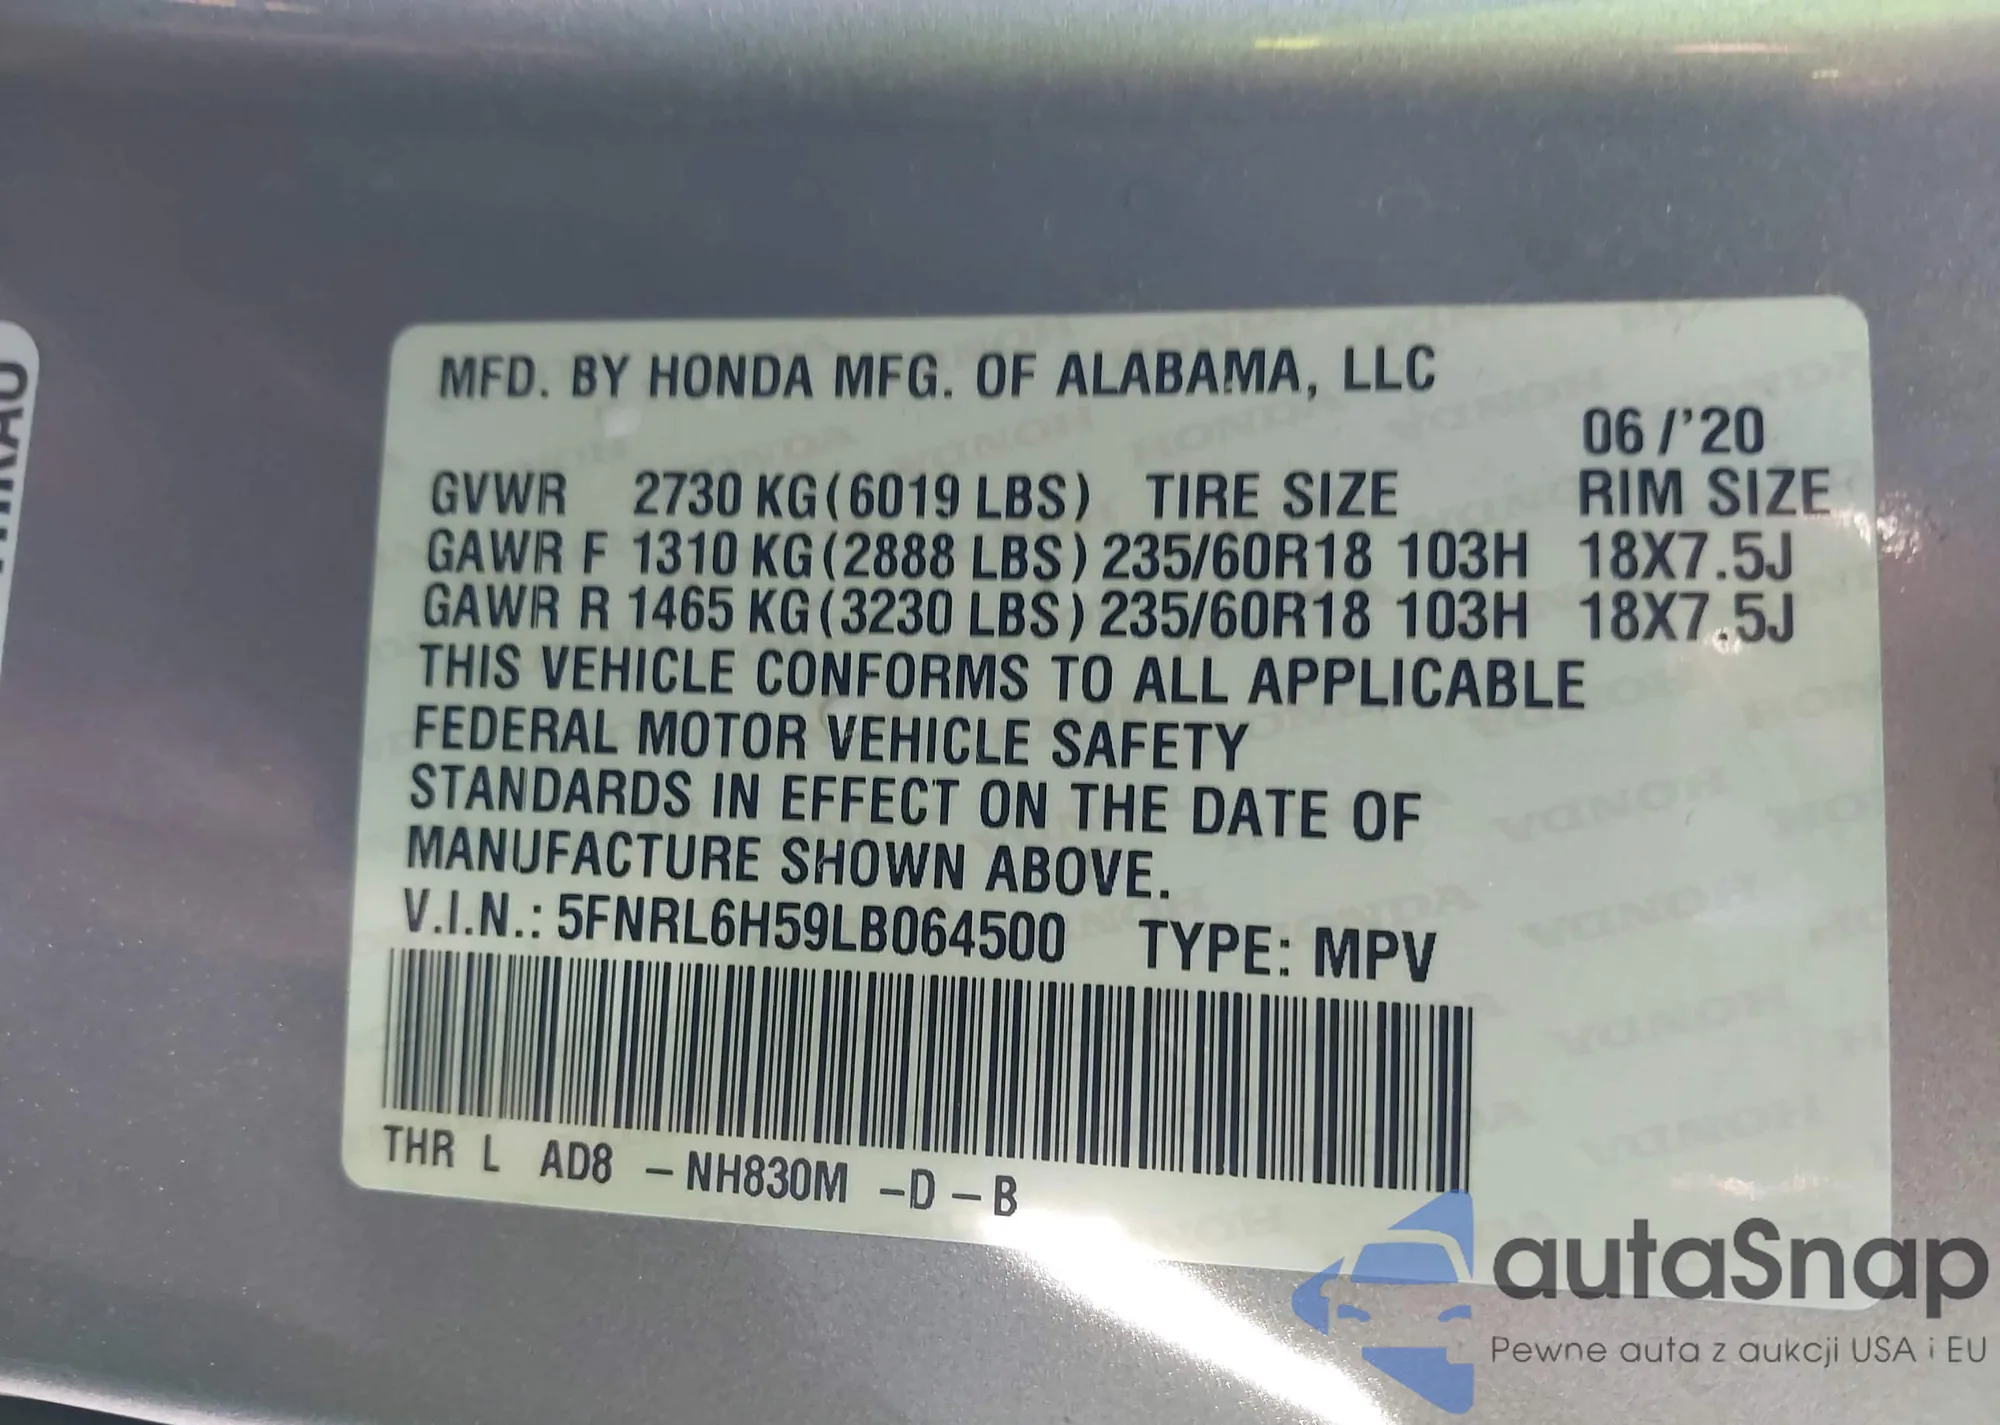 MFD. BY HONDA MFG. OF ALABAMA, LLC
06/'20
GVWR 2730 KG(6019 LBS) TIRE SIZE RIM SIZE
GAWR F 1310 KG(2888 LBS) 235/60R18 103H 18X7.5J
GAWR R 1465 KG(3230 LBS) 235/60R18 103H 18X7.5J
THIS VEHICLE CONFORMS TO ALL APPLICABLE
FEDERAL MOTOR VEHICLE SAFETY
STANDARDS IN EFFECT ON THE DATE OF
MANUFACTURE SHOWN ABOVE.
V.I.N.: 5FNRL6H59LB064500 TYPE: MPV
THR L AD8 -NH830M -D-B
autaSnap
Pewne auta z aukcji USA i EU